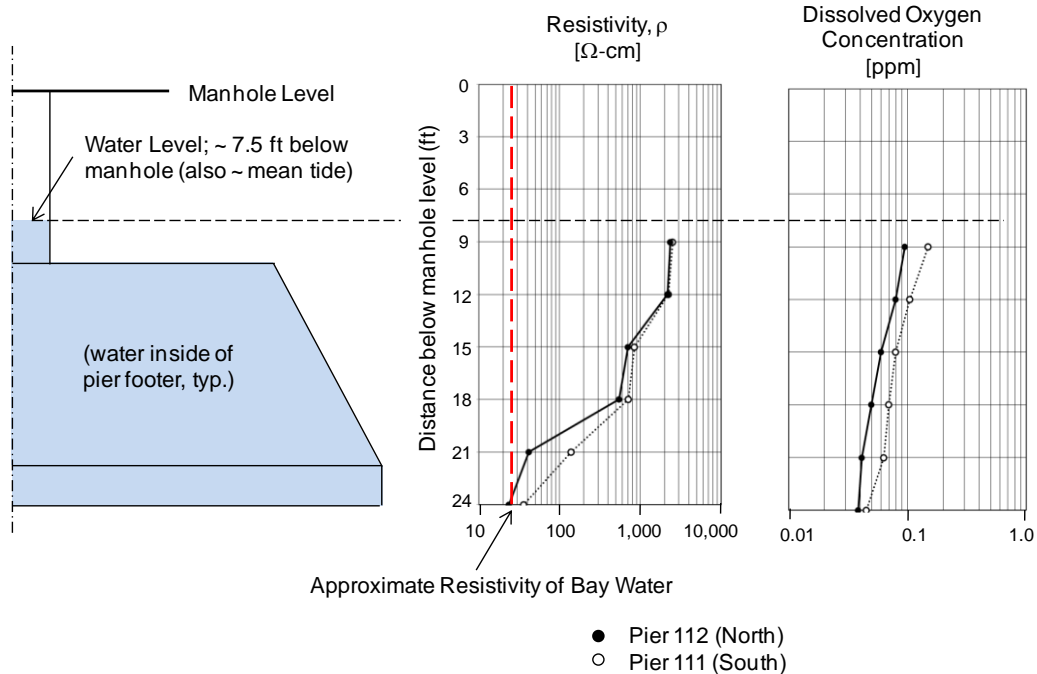 Resistivity, ρ
[Ω-cm]
Dissolved Oxygen
Concentration
[ppm]
Manhole Level
Water Level; ~ 7.5 ft below
manhole (also ~ mean tide)
(water inside of
pier footer, typ.)
Distance below manhole level (ft)
0
3
6
9
12
15
18
21
24
10
100
1,000
10,000
0.01
0.1
1.0
Approximate Resistivity of Bay Water
Pier 112 (North)
Pier 111 (South)